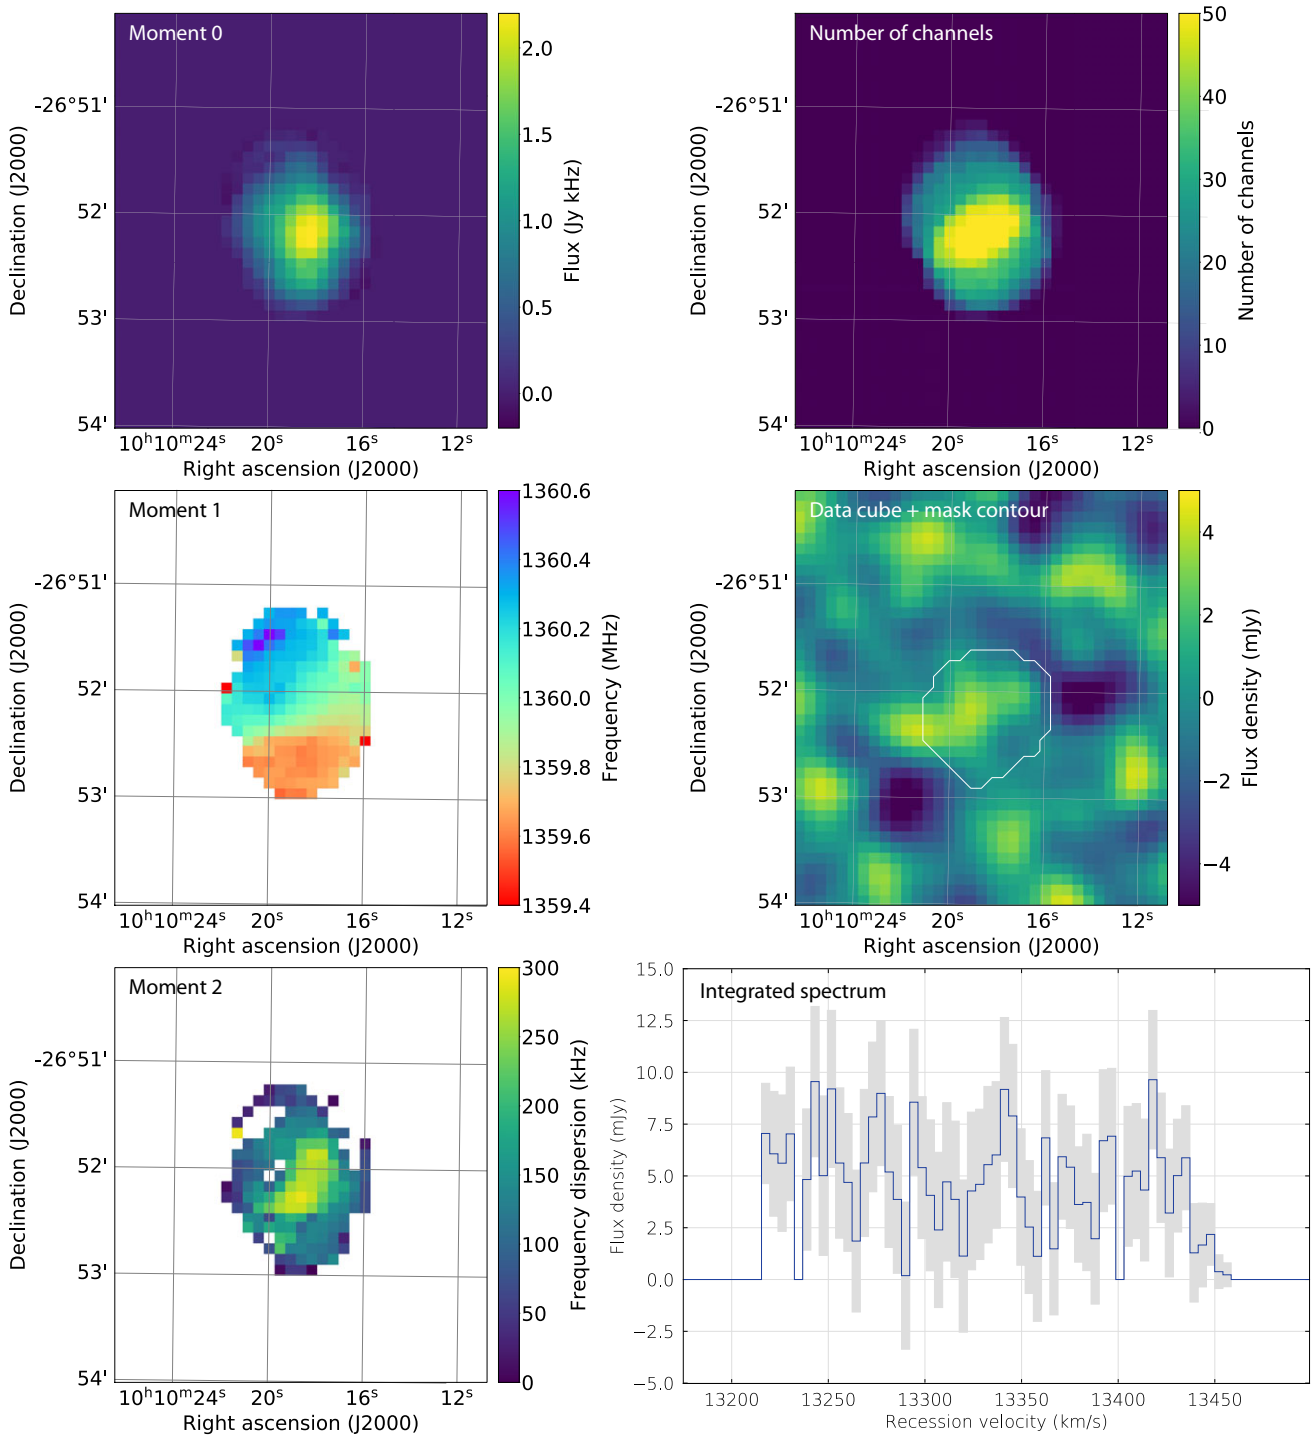 Moment 0
Declination (J2000)
-26°51'
52'
53'
54'
10ʰ10ᵐ24ˢ 20ˢ 16ˢ 12ˢ
Right ascension (J2000)
2.0
1.5
1.0
0.5
0.0
Flux (Jy kHz)
Number of channels
Declination (J2000)
-26°51'
52'
53'
54'
10ʰ10ᵐ24ˢ 20ˢ 16ˢ 12ˢ
Right ascension (J2000)
50
40
30
20
10
0
Number of channels
Moment 1
Declination (J2000)
-26°51'
52'
53'
54'
10ʰ10ᵐ24ˢ 20ˢ 16ˢ 12ˢ
Right ascension (J2000)
1360.6
1360.4
1360.2
1360.0
1359.8
1359.6
1359.4
Frequency (MHz)
Data cube + mask contour
Declination (J2000)
-26°51'
52'
53'
54'
10ʰ10ᵐ24ˢ 20ˢ 16ˢ 12ˢ
Right ascension (J2000)
4
2
0
−2
−4
Flux density (mJy)
Moment 2
Declination (J2000)
-26°51'
52'
53'
54'
10ʰ10ᵐ24ˢ 20ˢ 16ˢ 12ˢ
Right ascension (J2000)
300
250
200
150
100
50
0
Frequency dispersion (kHz)
Integrated spectrum
Flux density (mJy)
15.0
12.5
10.0
7.5
5.0
2.5
0.0
−2.5
−5.0
13200 13250 13300 13350 13400 13450
Recession velocity (km/s)